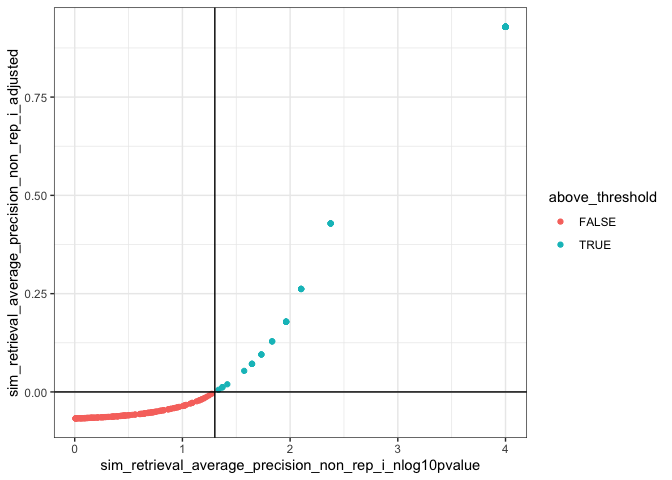 sim_retrieval_average_precision_non_rep_i_adjusted
0.75
0.50
0.25
0.00
0
1
2
3
4
sim_retrieval_average_precision_non_rep_i_nlog10pvalue
above_threshold
FALSE
TRUE